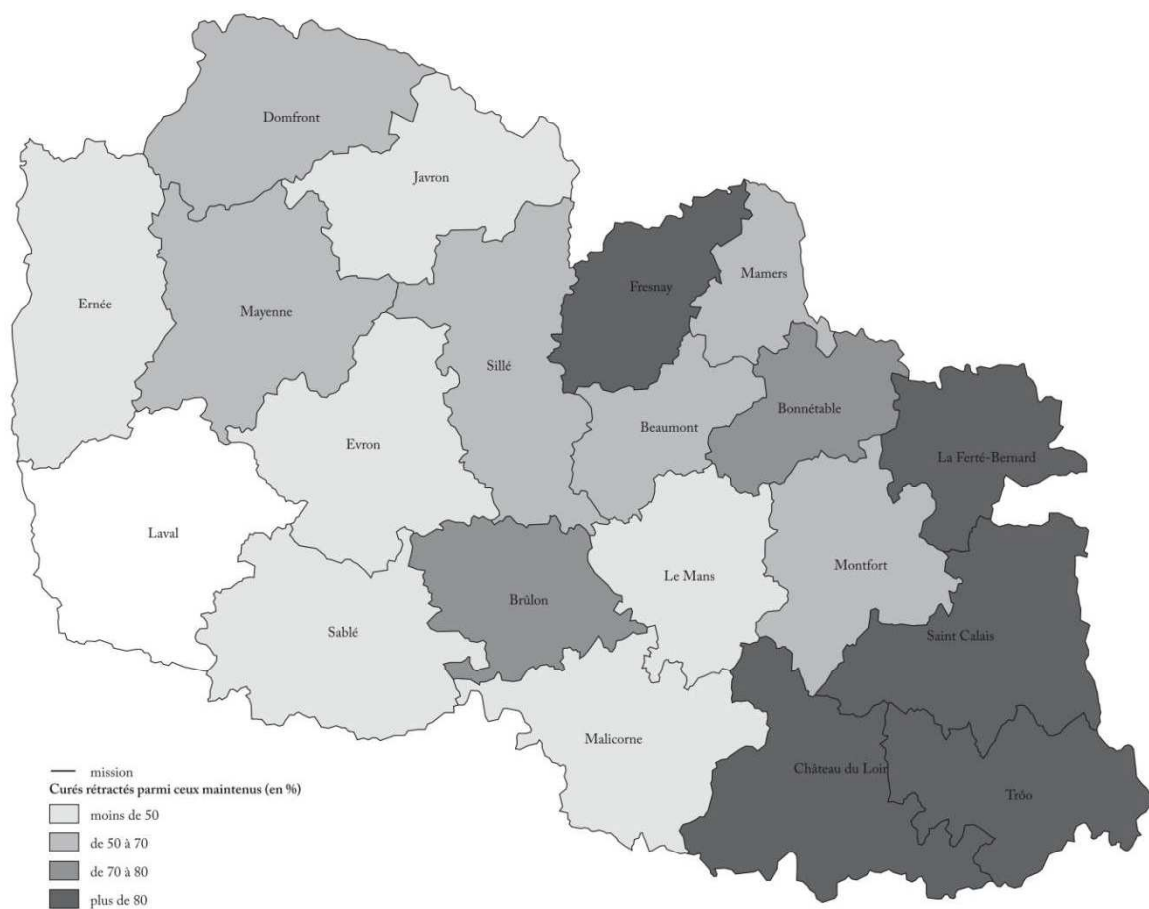 Domfront
Javron
Ernée
Mayenne
Fresnay
Mamers
Sillé
Bonnétable
Beaumont
Evron
La Ferté-Bernard
Laval
Le Mans
Montfort
Brûlon
Sablé
Saint Calais
Malicorne
Château du Loir
Trôo
mission
Curés rétractés parmi ceux maintenus (en %)
moins de 50
de 50 à 70
de 70 à 80
plus de 80